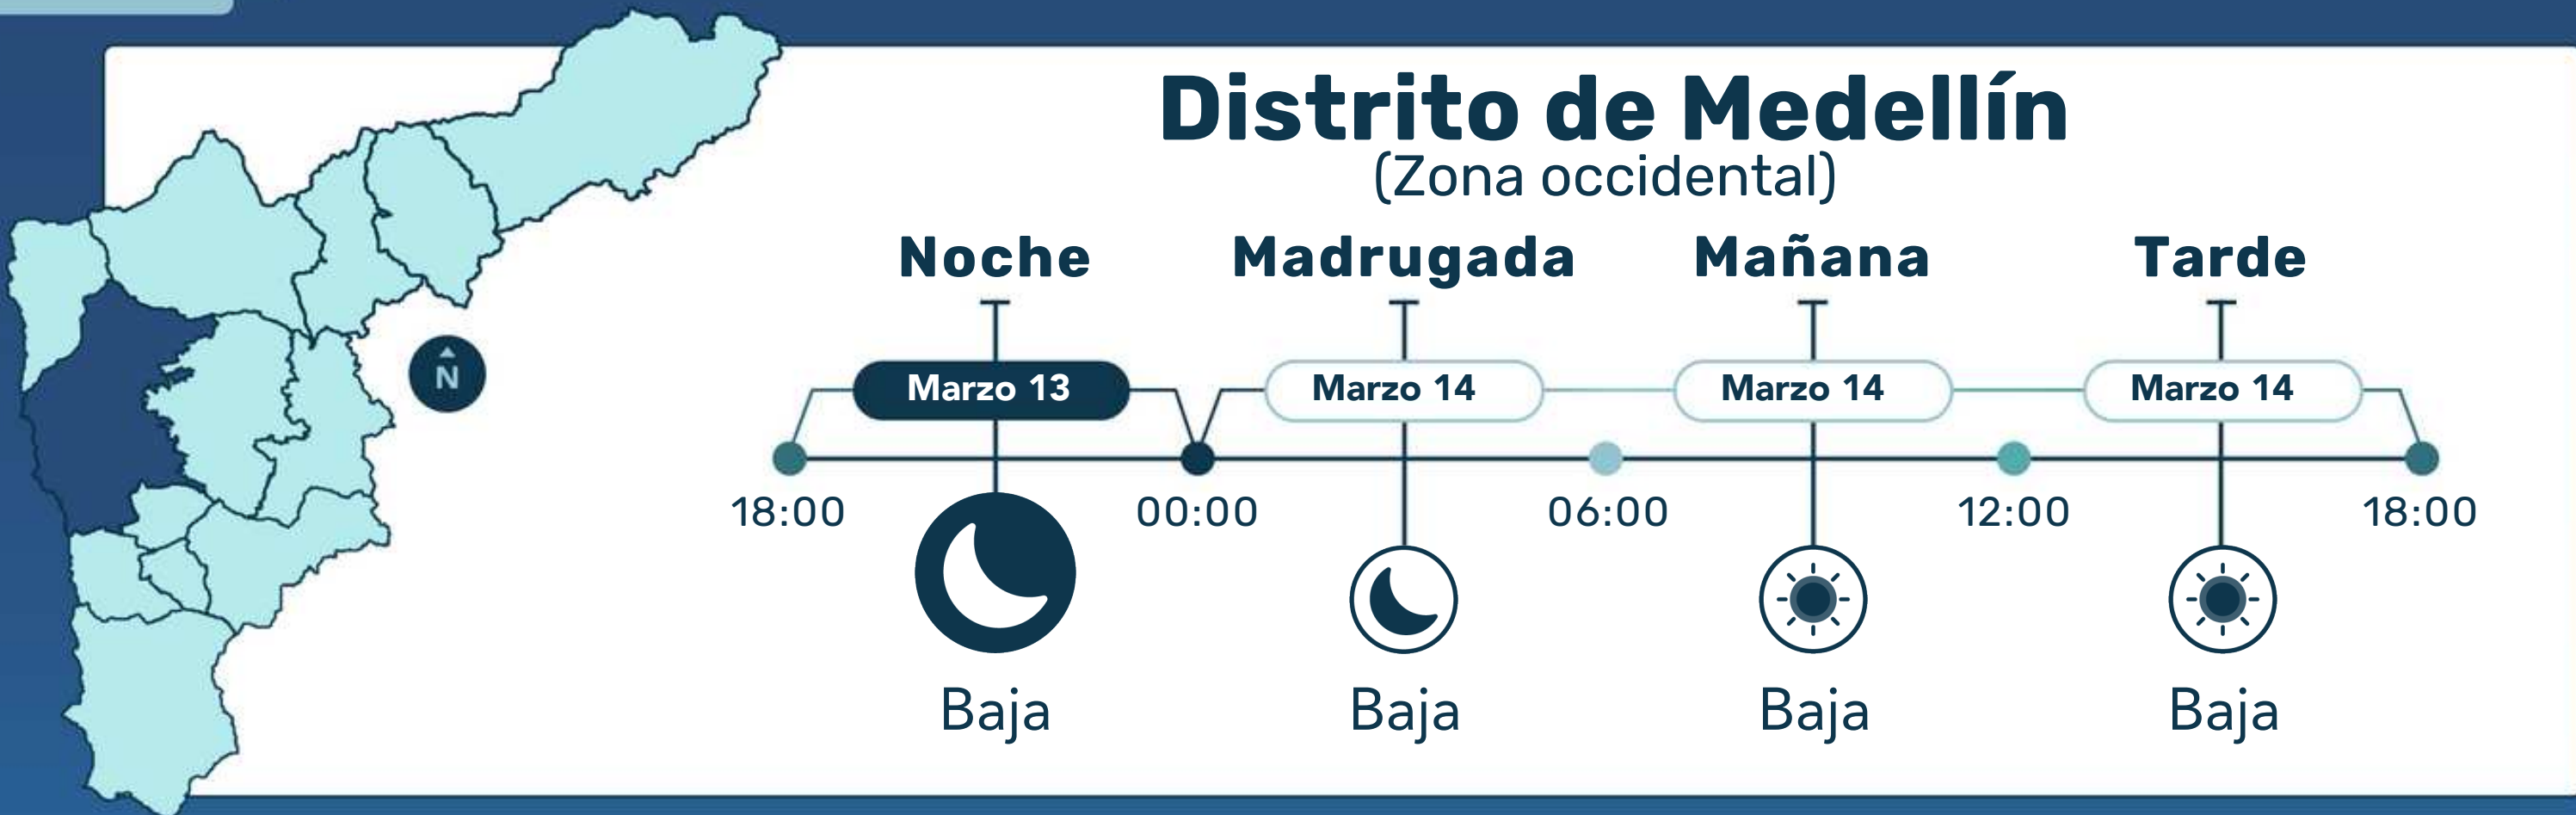 Distrito de Medellín
(Zona occidental)
Noche Madrugada Mañana Tarde
Marzo 13 Marzo 14 Marzo 14 Marzo 14
N
18:00 00:00 06:00 12:00 18:00
Baja Baja Baja Baja